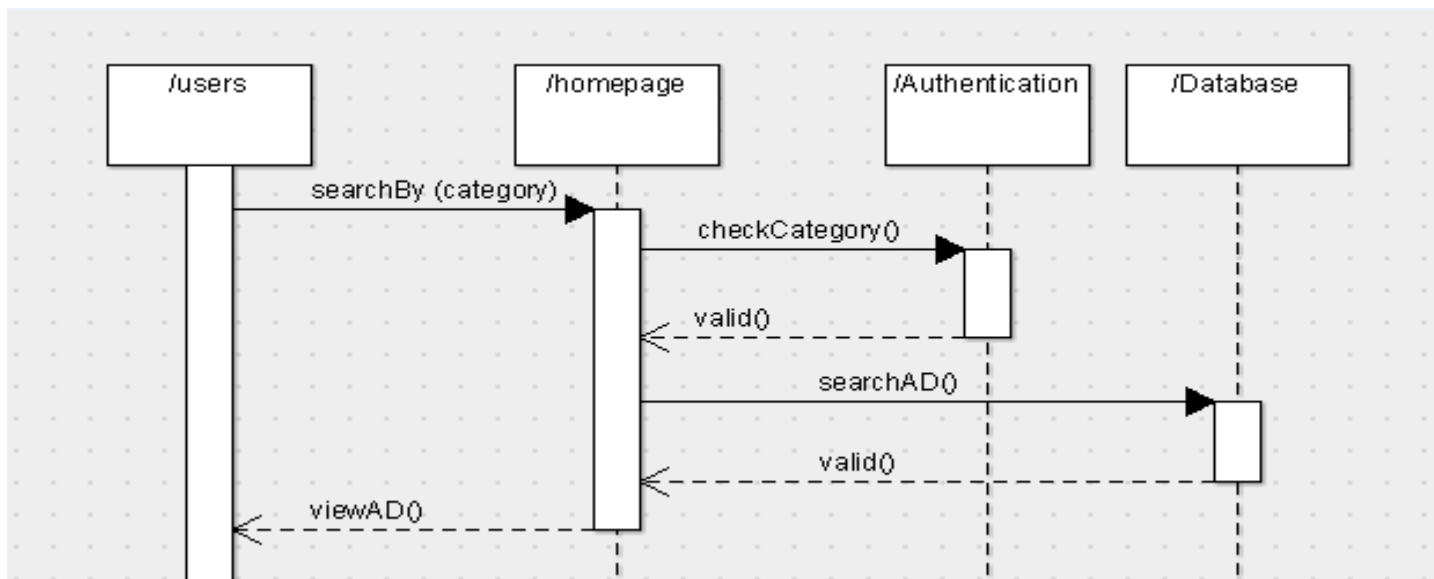 /users
/homepage
/Authentication
/Database
searchBy (category)
checkCategory()
valid()
searchAD()
valid()
viewAD()